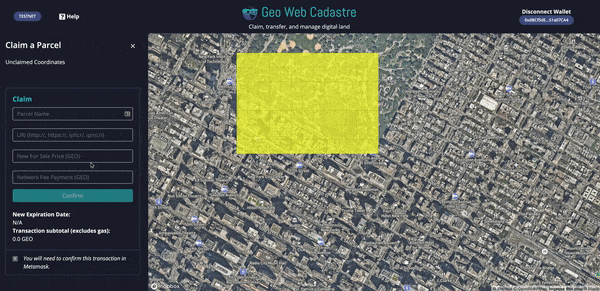 TESTNET
Help
Geo Web Cadastre
Claim, transfer, and manage digital land
Disconnect Wallet
Claim a Parcel
Unclaimed Coordinates
Claim
Parcel Name
URI (http://, https://, ipfs://, ipns://)
New For Sale Price (GEO)
Network Fee Payment (GEO)
Confirm
New Expiration Date:
N/A
Transaction subtotal (excludes gas):
0.0 GEO
You will need to confirm this transaction in
Metamask.
mapbox